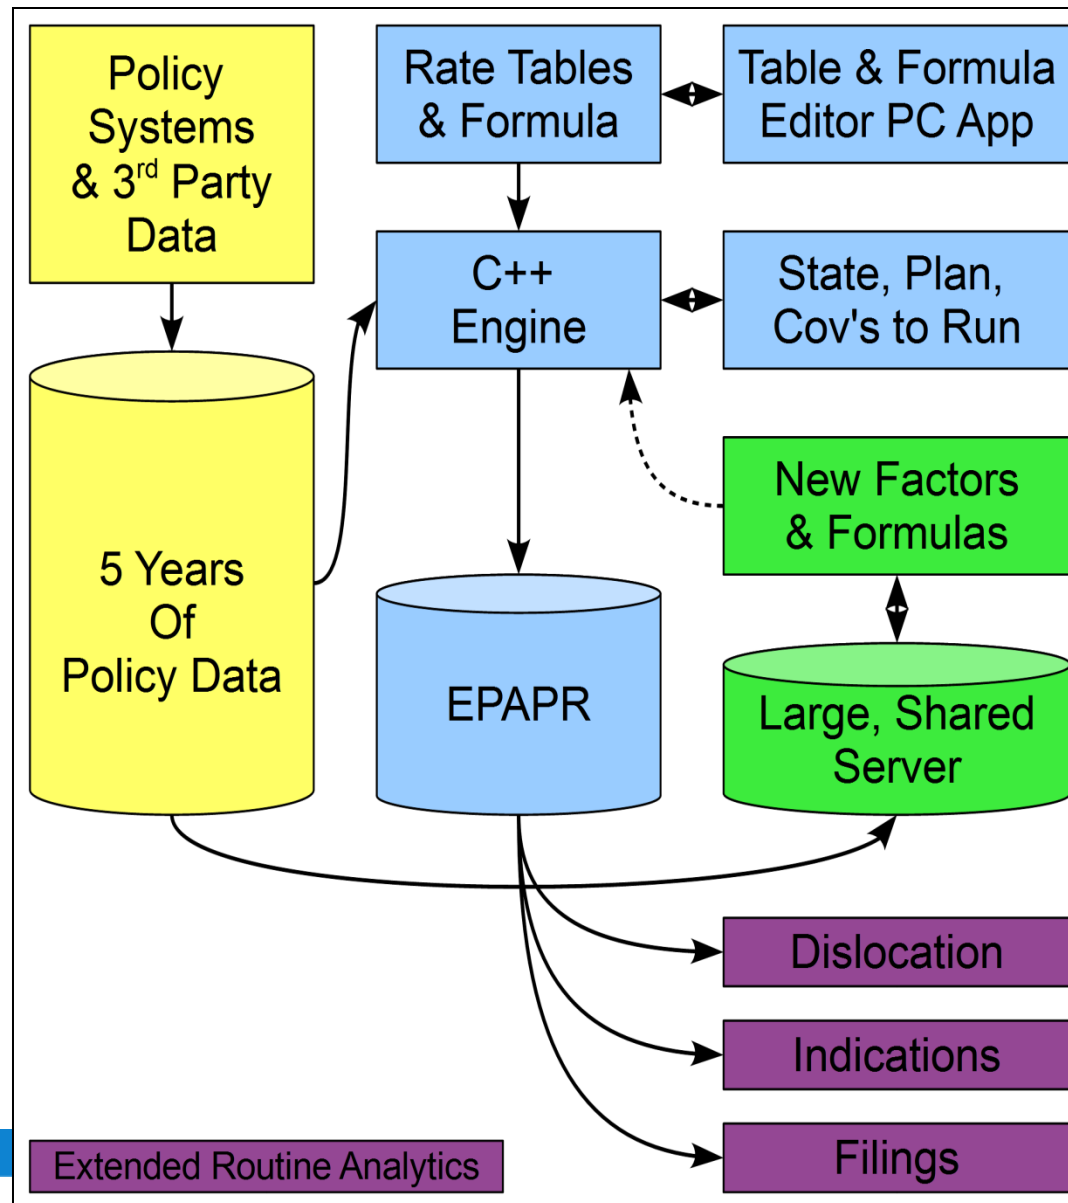 Policy
Systems
& 3rd Party
Data
Rate Tables
& Formula
Table & Formula
Editor PC App
C++
Engine
State, Plan,
Cov's to Run
New Factors
& Formulas
5 Years
Of
Policy Data
EPAPR
Large, Shared
Server
Dislocation
Indications
Filings
Extended Routine Analytics